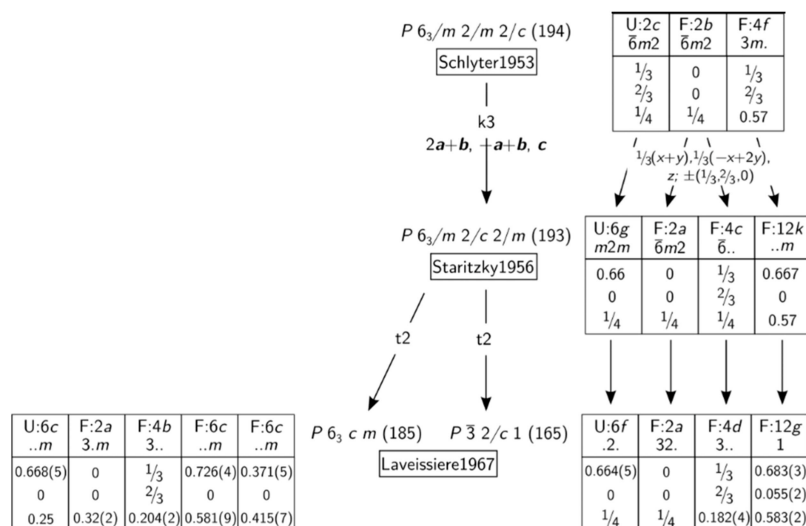 P 6₃/m 2/m 2/c (194)
Schlyter1953
k3
2a+b, −a+b, c
U:2c F:2b F:4f
6̅m2 6̅m2 3m.
1/3 0 1/3
2/3 0 2/3
1/4 1/4 0.57
1/3(x+y),1/3(−x+2y),
z; ±(1/3,2/3,0)
P 6₃/m 2/c 2/m (193)
Staritzky1956
U:6g F:2a F:4c F:12k
m2m 6̅m2 6̅.. ..m
0.66 0 1/3 0.667
0 0 2/3 0
1/4 1/4 1/4 0.57
t2 t2
P 6₃ c m (185) P 3̅ 2/c 1 (165)
Laveissiere1967
U:6c F:2a F:4b F:6c F:6c
..m 3.m 3.. ..m ..m
0.668(5) 0 1/3 0.726(4) 0.371(5)
0 0 2/3 0 0
0.25 0.32(2) 0.204(2) 0.581(9) 0.415(7)
U:6f F:2a F:4d F:12g
.2. 32. 3.. 1
0.664(5) 0 1/3 0.683(3)
0 0 2/3 0.055(2)
1/4 1/4 0.182(4) 0.583(2)